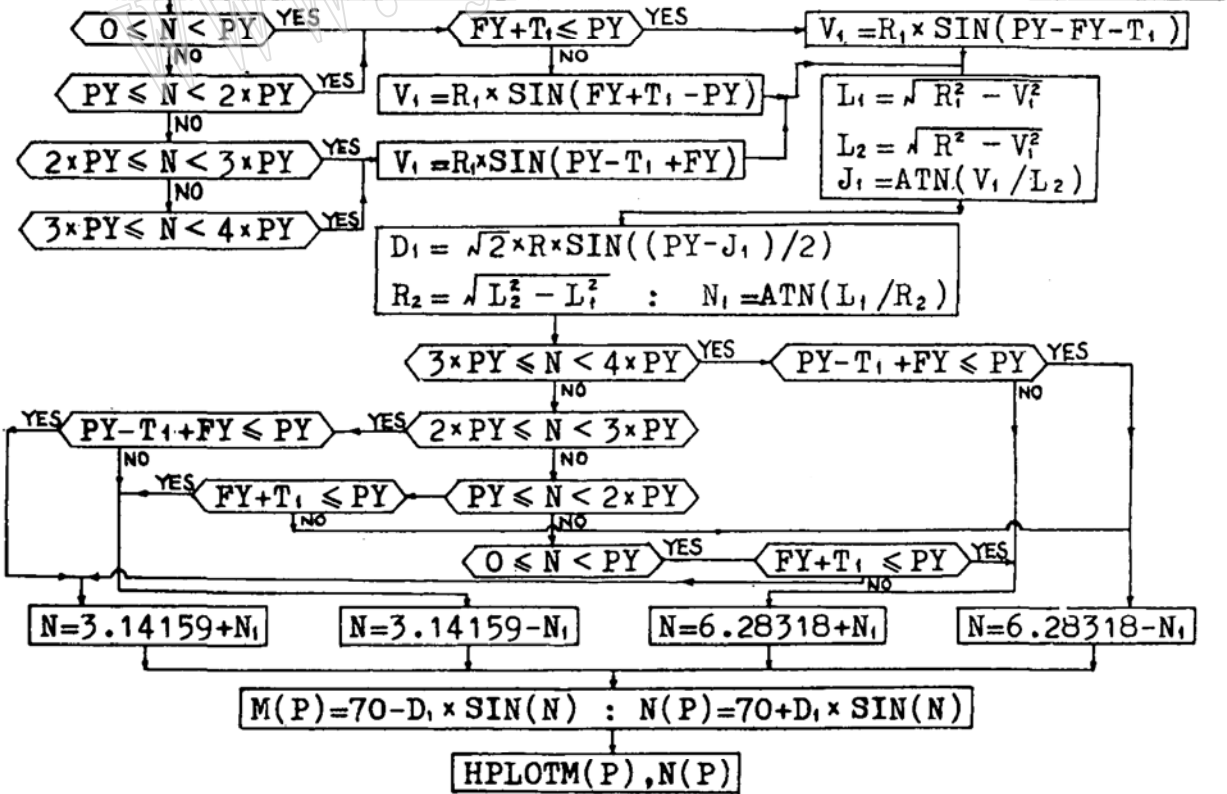 0 ⩽ N < PY YES FY+T₁ ⩽ PY YES V₁ =R₁ × SIN(PY-FY-T₁)
NO NO
PY ⩽ N < 2×PY YES V₁ =R₁ × SIN(FY+T₁ -PY) L₁ = √R₁² - V₁²
NO L₂ = √R² - V₁²
2×PY ⩽ N < 3×PY YES V₁ =R₁×SIN(PY-T₁ +FY) J₁ =ATN(V₁ /L₂)
NO
3×PY ⩽ N < 4×PY YES
D₁ = √2×R×SIN((PY-J₁ )/2)
R₂ = √L₂² - L₁² : N₁ =ATN(L₁ /R₂)
3×PY ⩽ N < 4×PY YES PY-T₁ +FY ⩽ PY YES
NO NO
YES PY-T₁+FY ⩽ PY YES 2×PY ⩽ N < 3×PY
NO NO
YES FY+T₁ ⩽ PY PY ⩽ N < 2×PY
NO NO
0 ⩽ N < PY YES FY+T₁ ⩽ PY YES
NO
N=3.14159+N₁ N=3.14159-N₁ N=6.28318+N₁ N=6.28318-N₁
M(P)=70-D₁ × SIN(N) : N(P)=70+D₁ × SIN(N)
HPLOTM(P),N(P)